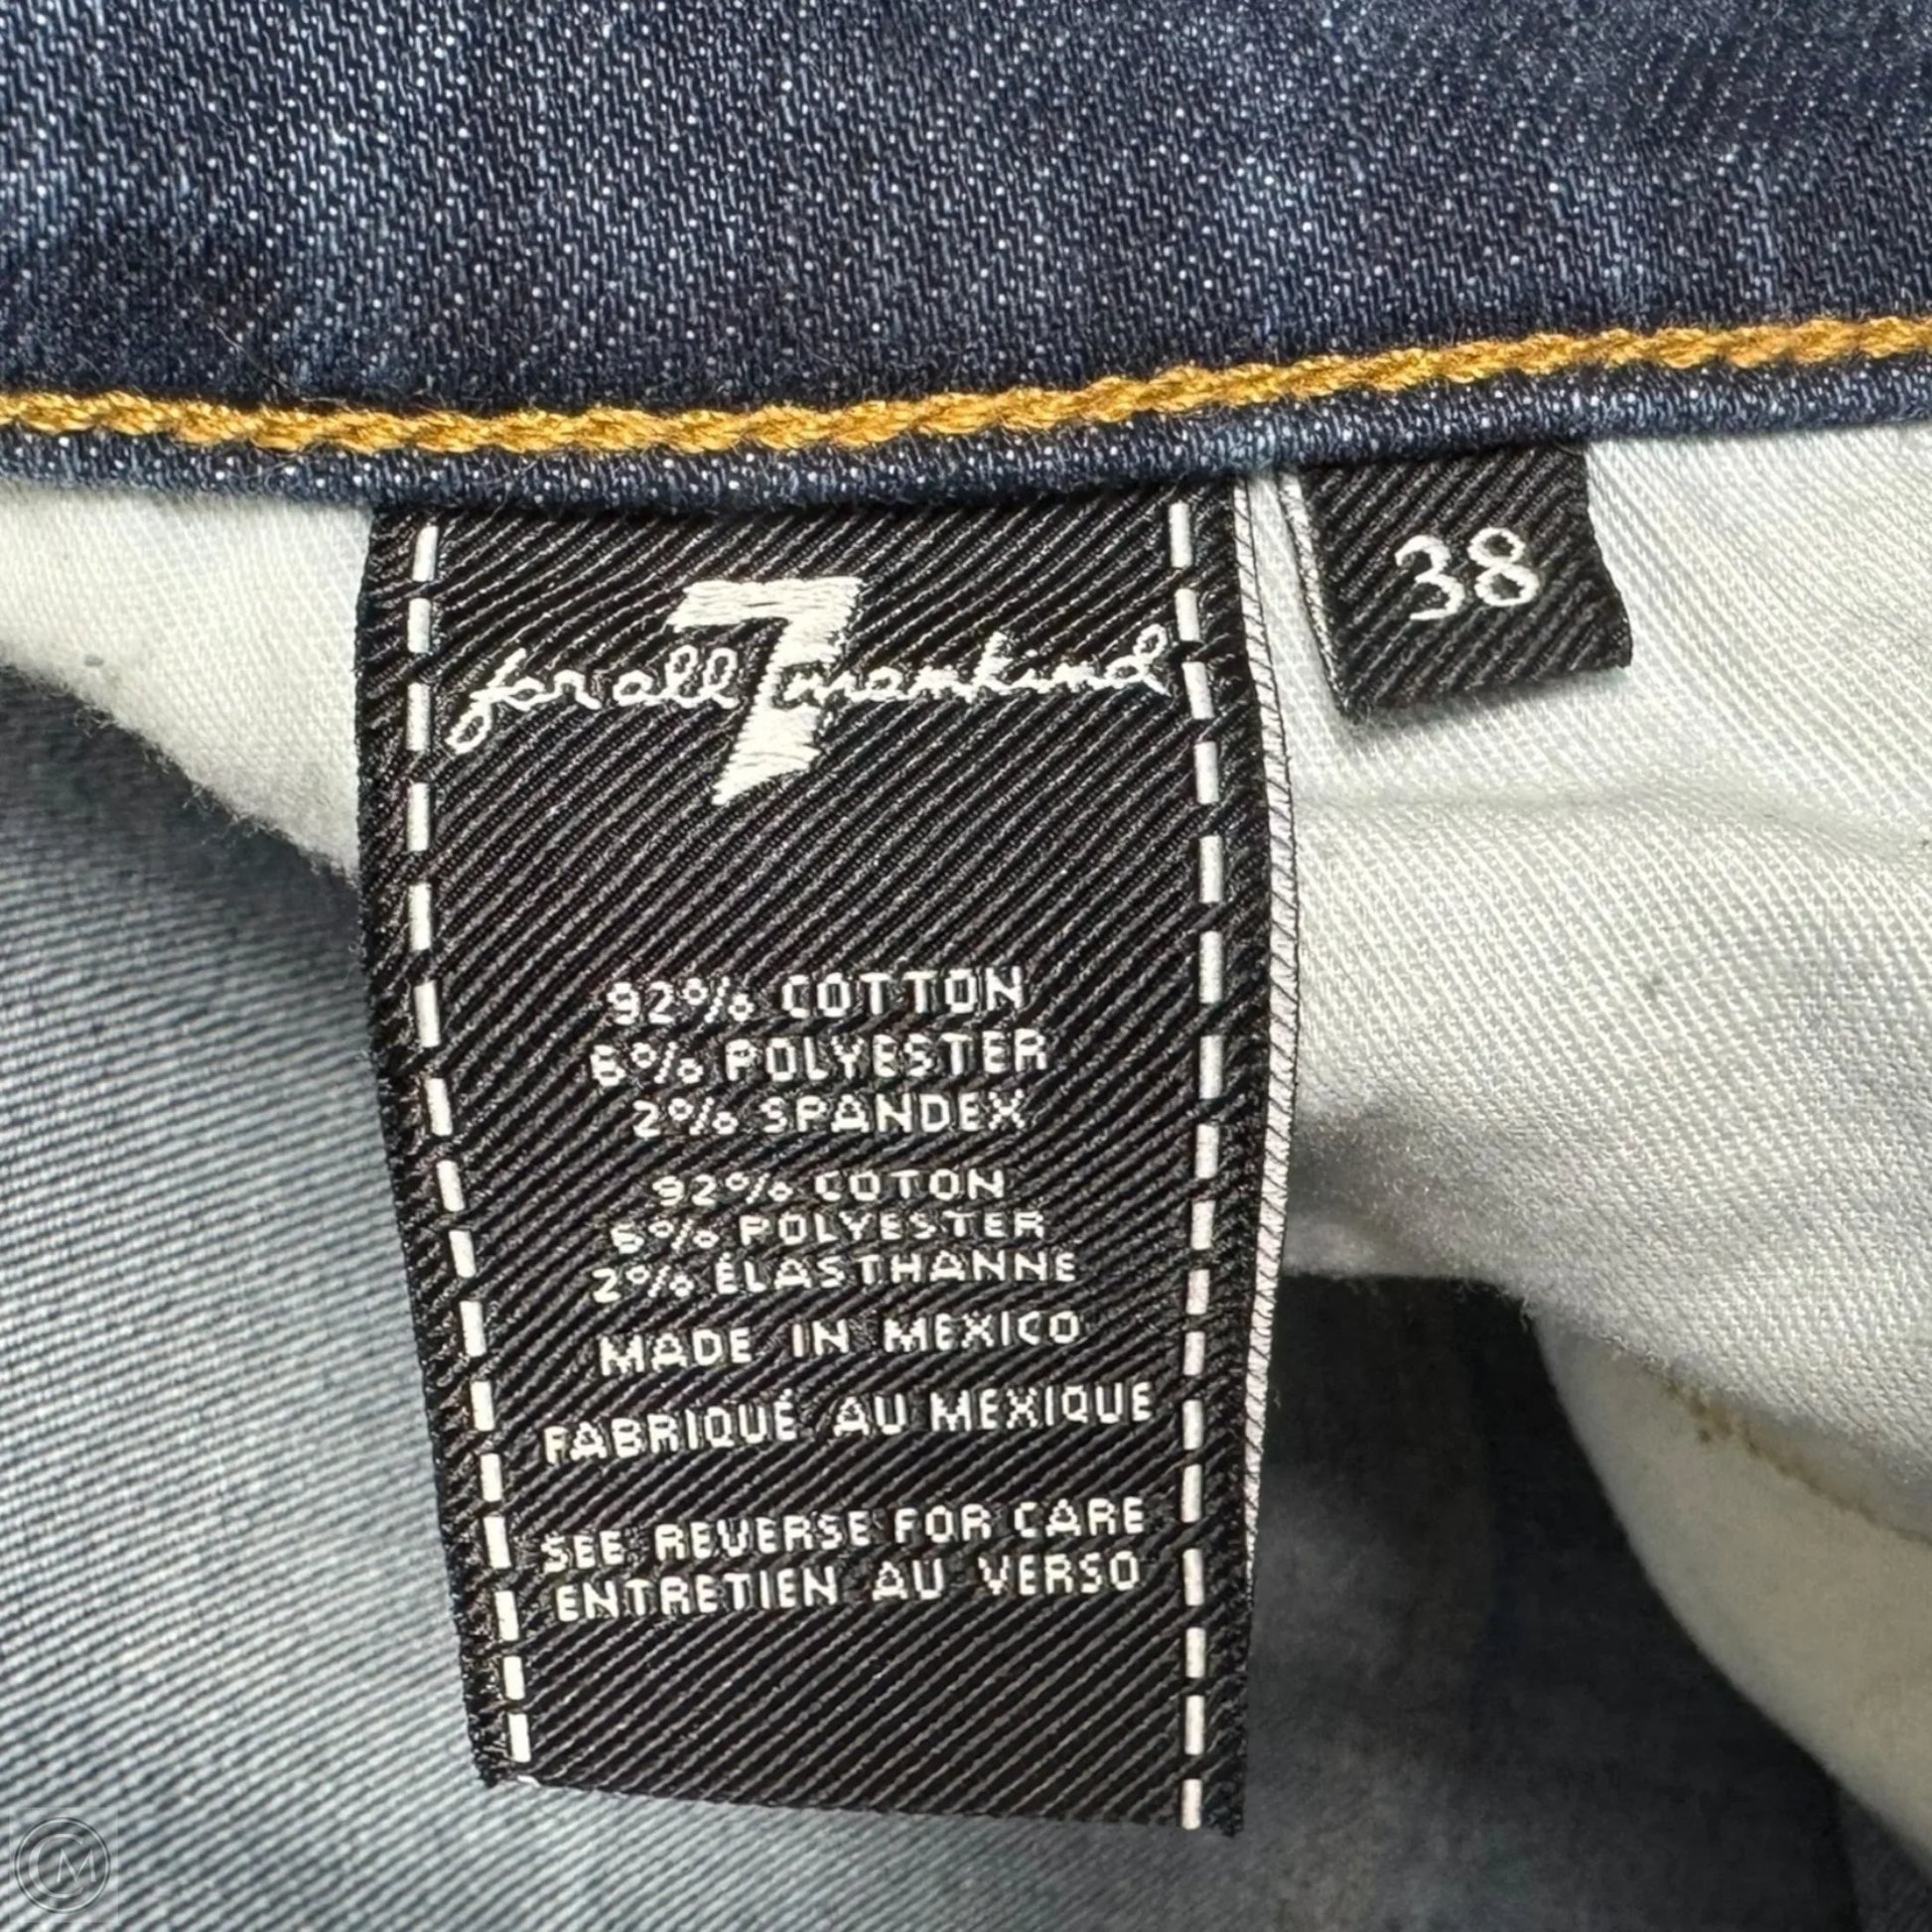 7
for all mankind
38
92% COTTON
6% POLYESTER
2% SPANDEX
92% COTON
6% POLYESTER
2% ÉLASTHANNE
MADE IN MEXICO
FABRIQUÉ AU MEXIQUE
SEE REVERSE FOR CARE
ENTRETIEN AU VERSO
CM